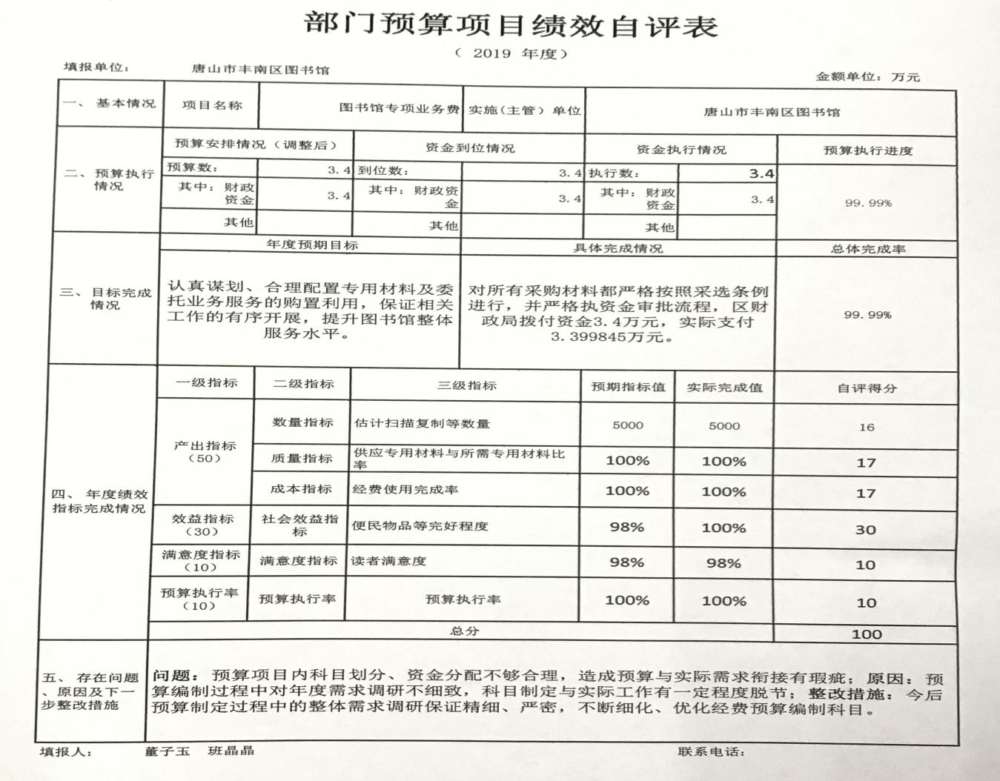 部门预算项目绩效自评表
（ 2019 年度）
填报单位： 唐山市丰南区图书馆 金额单位：万元
一、 基本情况 项目名称 图书馆专项业务费 实施(主管）单位 唐山市丰南区图书馆
二、预算执行情况 预算安排情况（调整后） 资金到位情况 资金执行情况 预算执行进度
预算数： 3.4 到位数： 3.4 执行数： 3.4 99.99%
其中：财政资金 3.4 其中：财政资金 3.4 其中：财政资金 3.4
其他 其他 其他
三、目标完成情况 年度预期目标 具体完成情况 总体完成率
认真谋划、合理配置专用材料及委
托业务服务的购置利用，保证相关
工作的有序开展，提升图书馆整体
服务水平。
对所有采购材料都严格按照采选条例
进行，并严格执资金审批流程，区财
政局拨付资金3.4万元，实际支付
3.399845万元。
99.99%
四、 年度绩效
指标完成情况
一级指标 二级指标 三级指标 预期指标值 实际完成值 自评得分
产出指标
（50）
数量指标 估计扫描复制等数量 5000 5000 16
质量指标 供应专用材料与所需专用材料比率 100% 100% 17
成本指标 经费使用完成率 100% 100% 17
效益指标（30） 社会效益指标 便民物品等完好程度 98% 100% 30
满意度指标（10） 满意度指标 读者满意度 98% 98% 10
预算执行率（10） 预算执行率 预算执行率 100% 100% 10
总分 100
五、 存在问题
、原因及下一
步整改措施
问题： 预算项目内科目划分、资金分配不够合理，造成预算与实际需求衔接有瑕疵；原因：预
算编制过程中对年度需求调研不细致，科目制定与实际工作有一定程度脱节；整改措施：今后
预算制定过程中的整体需求调研保证精细、严密，不断细化、优化经费预算编制科目。
填报人： 董子玉 班晶晶 联系电话：